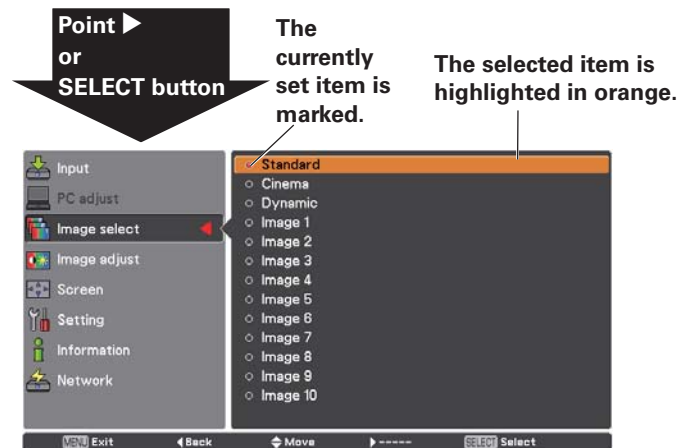 Point ▶
or
SELECT button
The
currently
set item is
marked.
The selected item is
highlighted in orange.
Input
PC adjust
Image select
Image adjust
Screen
Setting
Information
Network
Standard
Cinema
Dynamic
Image 1
Image 2
Image 3
Image 4
Image 5
Image 6
Image 7
Image 8
Image 9
Image 10
MENU Exit ◀Back Move ▶----- SELECT Select